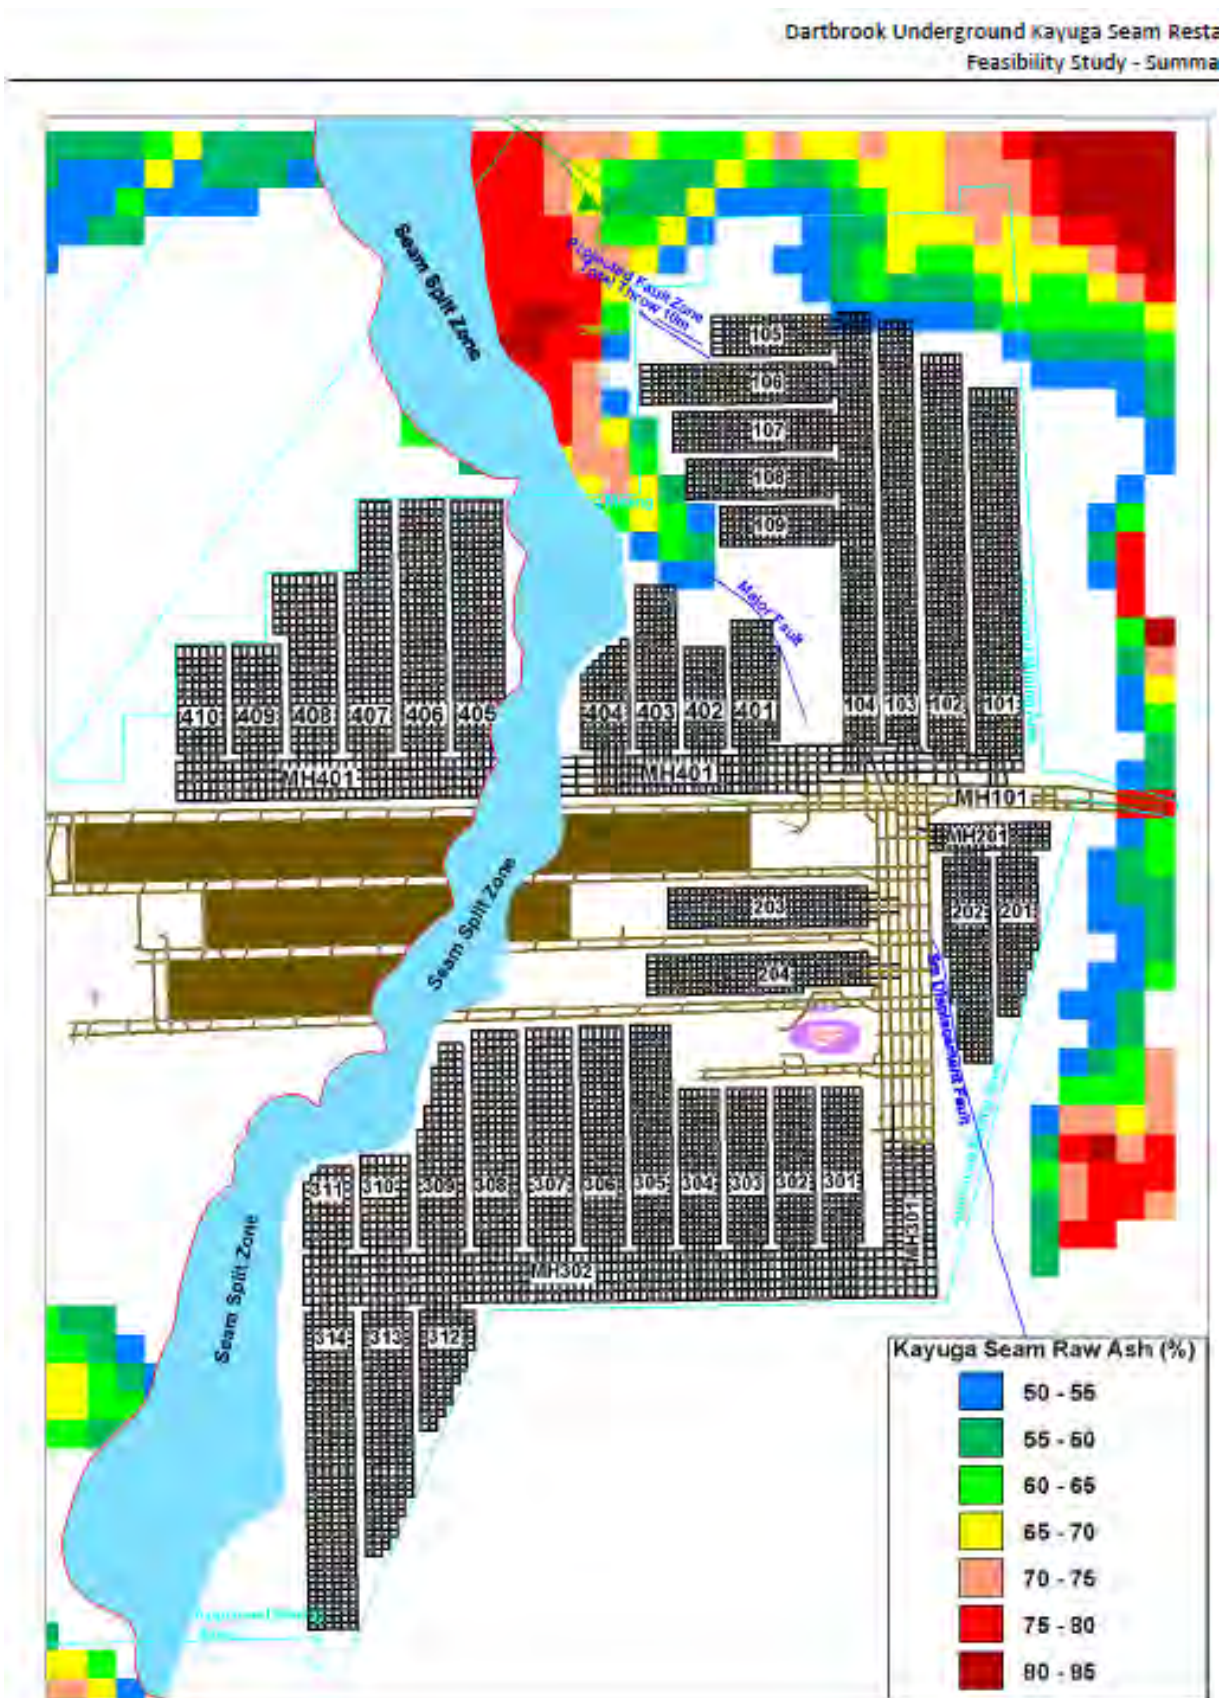 Dartbrook Underground Kayuga Seam Resta
Feasibility Study - Summa
Seam Split Zone
Projected Fault Zone
Total Throw 10m
105
106
107
108
109
Major Fault
410
409
408
407
406
405
404
403
402
401
104
103
102
101
MH401
MH401
MH101
MH201
203
202
201
Seam Split Zone
204
5m Displacement Fault
311
310
309
308
307
306
305
304
303
302
301
MH301
MH302
Seam Split Zone
314
313
312
Kayuga Seam Raw Ash (%)
50 - 55
55 - 60
60 - 65
65 - 70
70 - 75
75 - 80
80 - 85